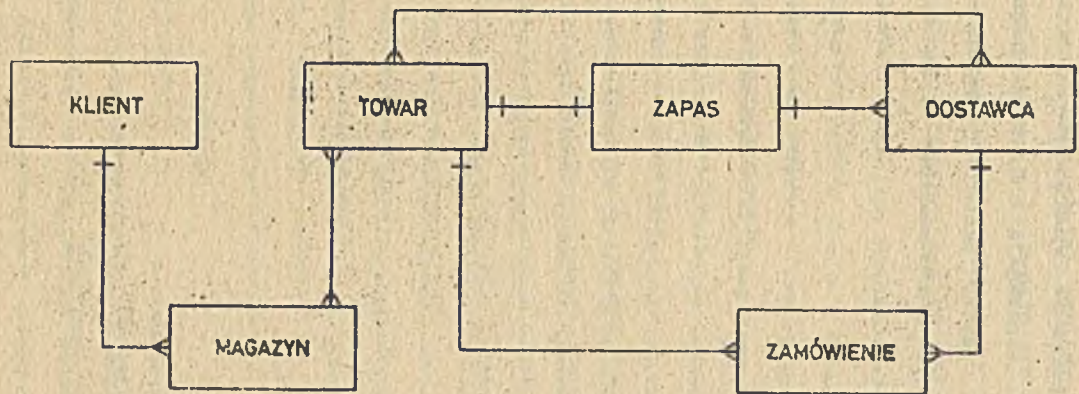 KLIENT
TOWAR
ZAPAS
DOSTAWCA
MAGAZYN
ZAMÓWIENIE